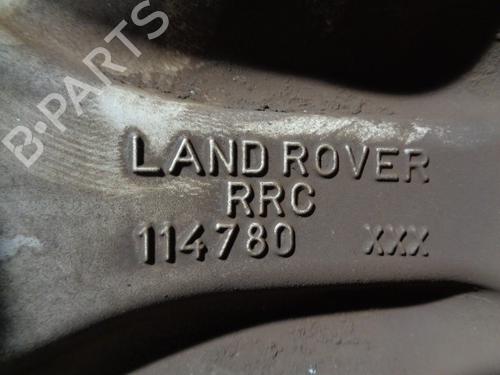 B-PARTS
LAND ROVER
RRC
114780 XXX